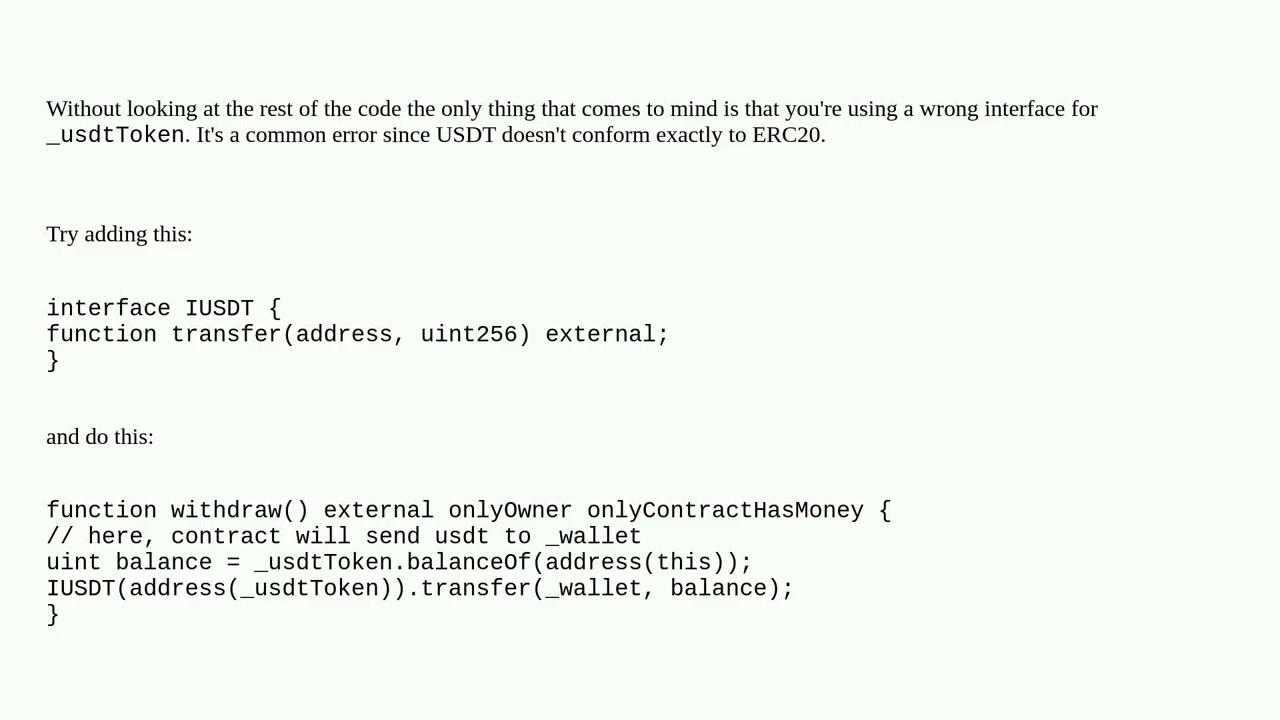 Without looking at the rest of the code the only thing that comes to mind is that you're using a wrong interface for
_usdtToken. It's a common error since USDT doesn't conform exactly to ERC20.
Try adding this:
interface IUSDT {
function transfer(address, uint256) external;
}
and do this:
function withdraw() external onlyOwner onlyContractHasMoney {
// here, contract will send usdt to _wallet
uint balance = _usdtToken.balanceOf(address(this));
IUSDT(address(_usdtToken)).transfer(_wallet, balance);
}